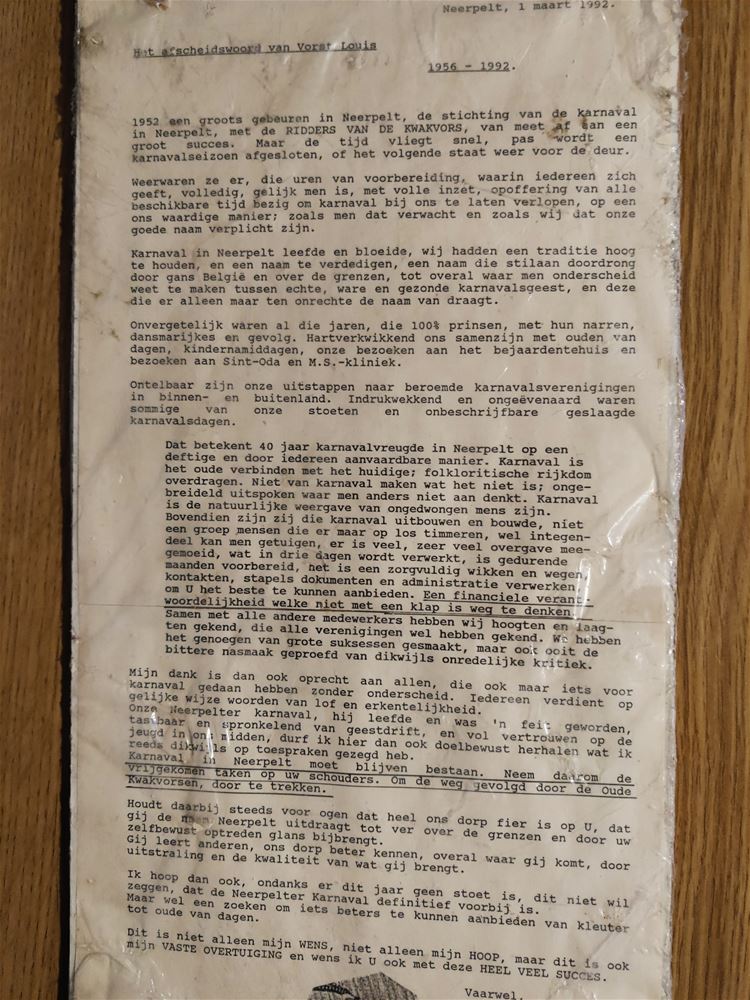 Neerpelt, 1 maart 1992.
Het afscheidswoord van Vorst Louis
1956 - 1992.
1952 een groots gebeuren in Neerpelt, de stichting van de karnaval
in Neerpelt, met de RIDDERS VAN DE KWAKVORS, van meet af aan een
groot succes. Maar de tijd vliegt snel, pas wordt een
karnavalseizoen afgesloten, of het volgende staat weer voor de deur.
Weerwaren ze er, die uren van voorbereiding, waarin iedereen zich
geeft, volledig, gelijk men is, met volle inzet, opoffering van alle
beschikbare tijd bezig om karnaval bij ons te laten verlopen, op een
ons waardige manier; zoals men dat verwacht en zoals wij dat onze
goede naam verplicht zijn.
Karnaval in Neerpelt leefde en bloeide, wij hadden een traditie hoog
te houden, en een naam te verdedigen, een naam die stilaan doordrong
door gans België en over de grenzen, tot overal waar men onderscheid
weet te maken tussen echte, ware en gezonde karnavalsgeest, en deze
die er alleen maar ten onrechte de naam van draagt.
Onvergetelijk waren al die jaren, die 100% prinsen, met hun narren,
dansmarijkes en gevolg. Hartverkwikkend ons samenzijn met ouden van
dagen, kindernamiddagen, onze bezoeken aan het bejaardentehuis en
bezoeken aan Sint-Oda en M.S.-kliniek.
Ontelbaar zijn onze uitstappen naar beroemde karnavalsverenigingen
in binnen- en buitenland. Indrukwekkend en ongeëvenaard waren
sommige van onze stoeten en onbeschrijfbare geslaagde
karnavalsdagen.
Dat betekent 40 jaar karnavalvreugde in Neerpelt op een
deftige en door iedereen aanvaardbare manier. Karnaval is
het oude verbinden met het huidige; folkloritische rijkdom
overdragen. Niet van karnaval maken wat het niet is; onge-
breideld uitspoken waar men anders niet aan denkt. Karnaval
is de natuurlijke weergave van ongedwongen mens zijn.
Bovendien zijn zij die karnaval uitbouwen en bouwde, niet
een groep mensen die er maar op los timmeren, wel integen-
deel kan men getuigen, er is veel, zeer veel overgave mee-
gemoeid, wat in drie dagen wordt verwerkt, is gedurende
maanden voorbereid, het is een zorgvuldig wikken en wegen,
kontakten, stapels dokumenten en administratie verwerken,
om U het beste te kunnen aanbieden. Een financiele verant-
woordelijkheid welke niet met een klap is weg te denken.
Samen met alle andere medewerkers hebben wij hoogten en laag-
ten gekend, die alle verenigingen wel hebben gekend. We hebben
het genoegen van grote suksessen gesmaakt, maar ook ooit de
bittere nasmaak geproefd van dikwijls onredelijke kritiek.
Mijn dank is dan ook oprecht aan allen, die ook maar iets voor
karnaval gedaan hebben zonder onderscheid. Iedereen verdient op
gelijke wijze woorden van lof en erkentelijkheid.
Onze Neerpelter karnaval, hij leefde en was 'n feit geworden,
tastbaar en spronkelend van geestdrift, en vol vertrouwen op de
jeugd in ons midden, durf ik hier dan ook doelbewust herhalen wat ik
reeds dikwijls op toespraken gezegd heb.
Karnaval in Neerpelt moet blijven bestaan. Neem daarom de
vrijgekomen taken op uw schouders. Om de weg gevolgd door de Oude
Kwakvorsen, door te trekken.
Houdt daarbij steeds voor ogen dat heel ons dorp fier is op U, dat
gij de naam Neerpelt uitdraagt tot ver over de grenzen en door uw
zelfbewust optreden glans bijbrengt.
Gij leert anderen, ons dorp beter kennen, overal waar gij komt, door
uitstraling en de kwaliteit van wat gij brengt.
Ik hoop dan ook, ondanks er dit jaar geen stoet is, dit niet wil
zeggen, dat de Neerpelter Karnaval definitief voorbij is.
Maar wel een zoeken om iets beters te kunnen aanbieden van kleuter
tot oude van dagen.
Dit is niet alleen mijn WENS, niet alleen mijn HOOP, maar dit is ook
mijn VASTE OVERTUIGING en wens ik U ook met deze HEEL VEEL SUCCES.
Vaarwel.